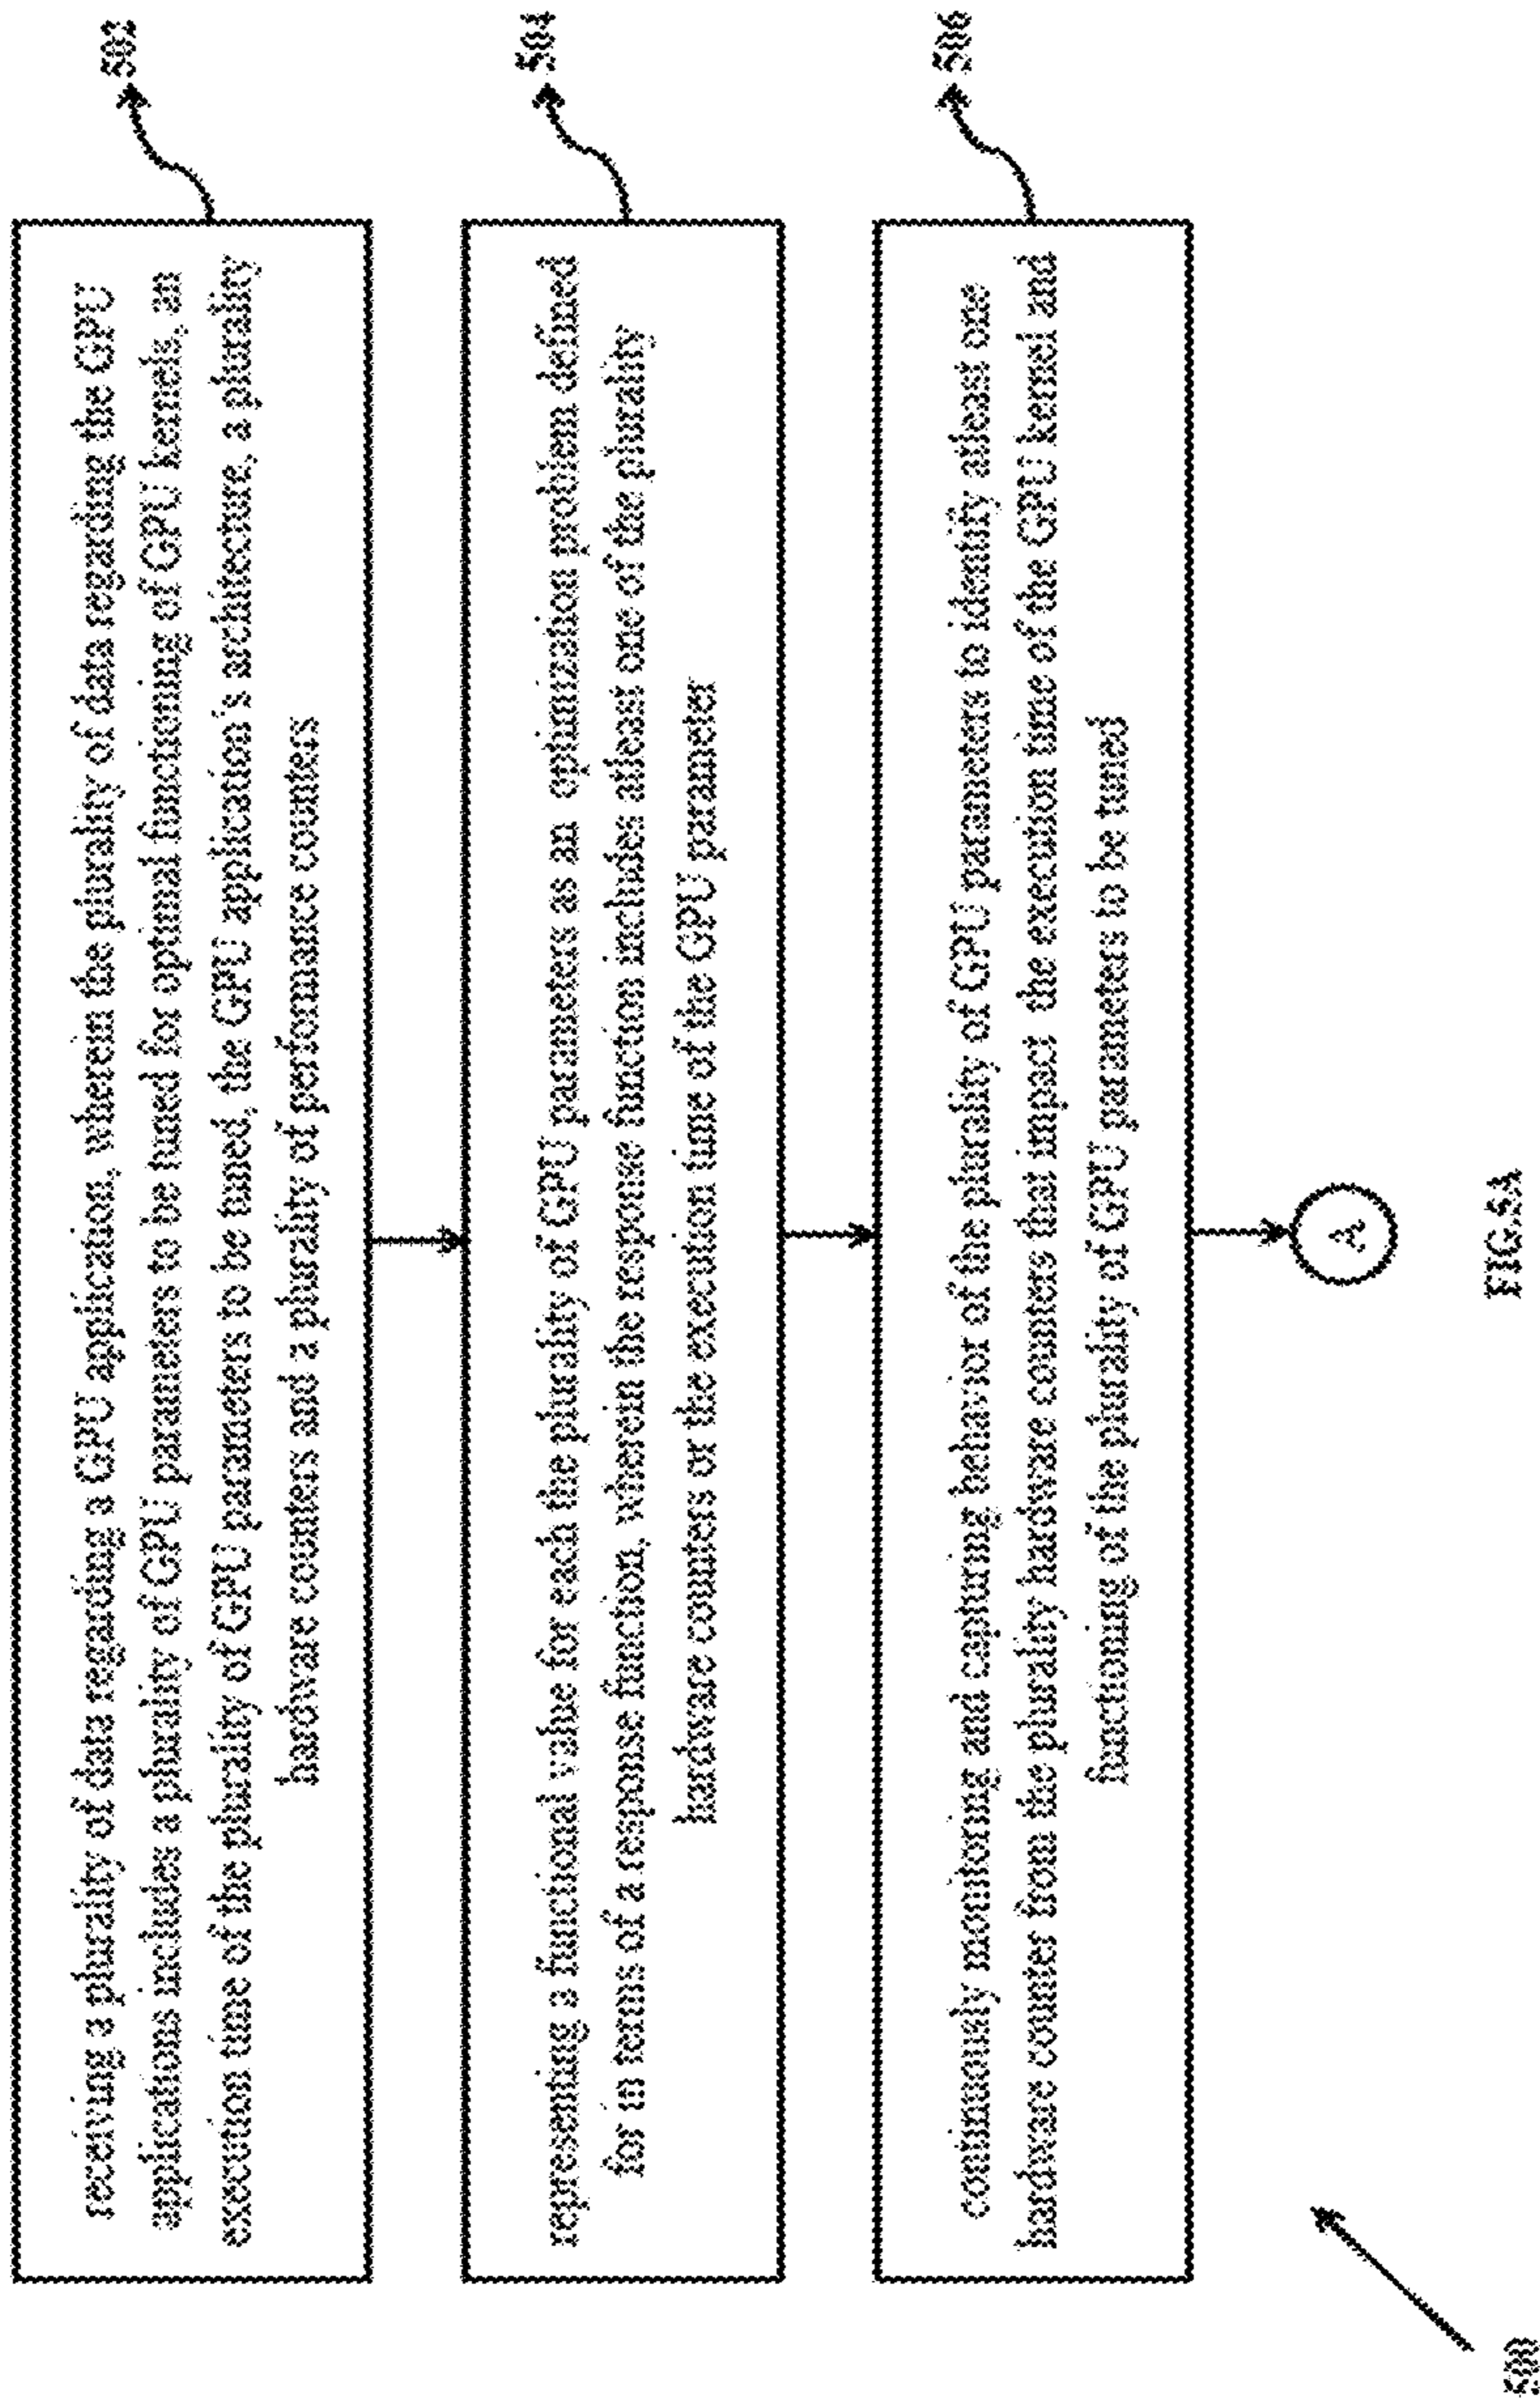 receiving a plurality of data regarding a GPU application, wherein the plurality of data regarding the GPU
applications includes a plurality of GPU parameters to be tuned for optimal functioning of GPU kernels, an
execution time of the plurality of GPU parameters to be tuned, the GPU application's architecture, a plurality
hardware counters and a plurality of performance counters
502
representing a functional value for each the plurality of GPU parameters as an optimization problem defined
for in terms of a response function, wherein the response function includes atleast one of the plurality
hardware counters or the execution time of the GPU parameter
504
continuously monitoring and capturing behavior of the plurality of GPU parameters to identify atleast one
hardware counter from the plurality hardware counters that impact the execution time of the GPU kernel and
functioning of the plurality of GPU parameters to be tuned
506
A
500
FIG.5A